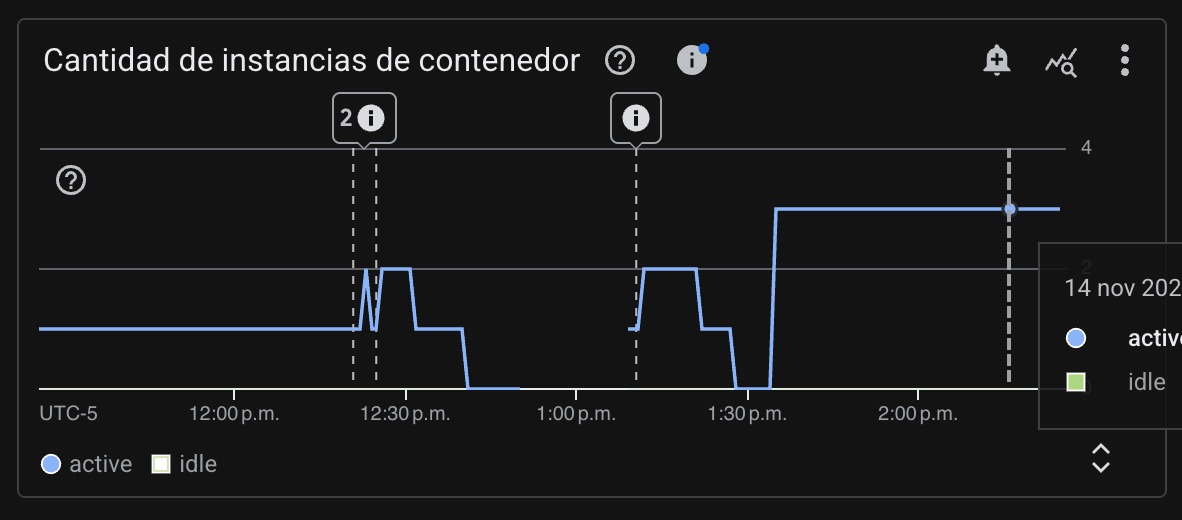 Cantidad de instancias de contenedor
2
4
2
14 nov 202
active
idle
UTC-5
12:00 p.m.
12:30 p.m.
1:00 p.m.
1:30 p.m.
2:00 p.m.
active
idle